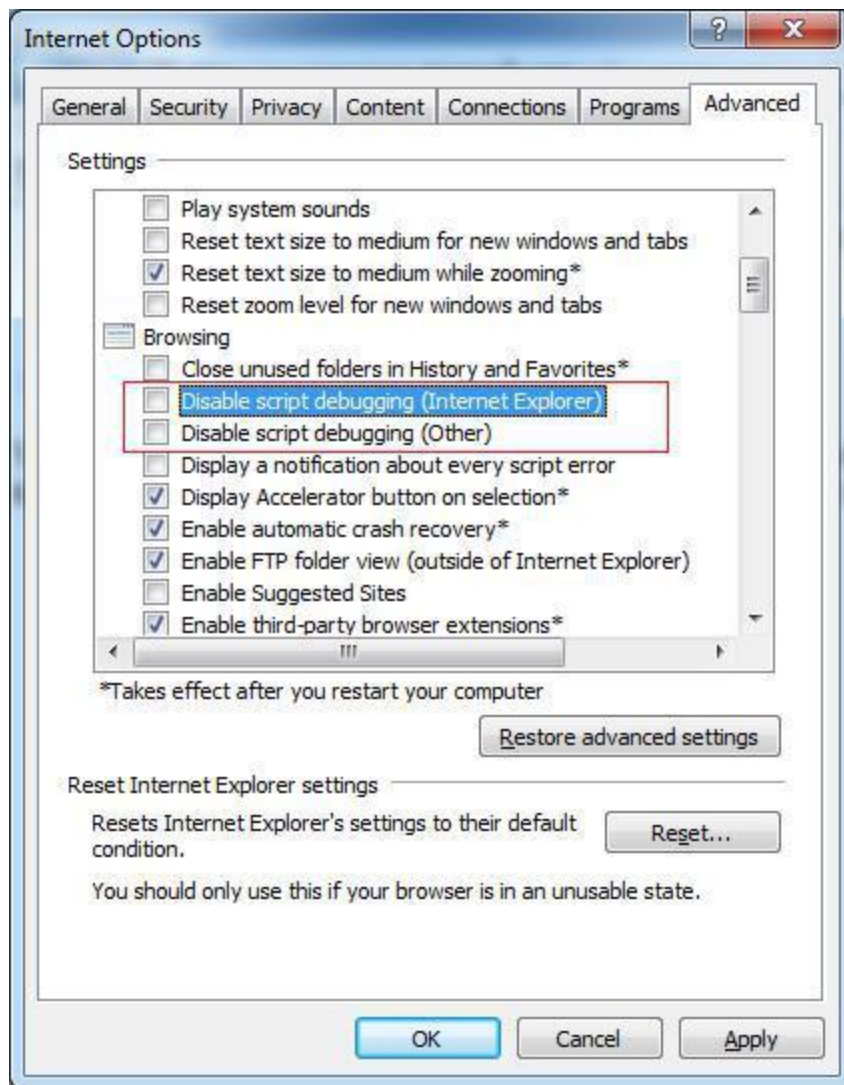 Internet Options
General Security Privacy Content Connections Programs Advanced
Settings
Play system sounds
Reset text size to medium for new windows and tabs
Reset text size to medium while zooming*
Reset zoom level for new windows and tabs
Browsing
Close unused folders in History and Favorites*
Disable script debugging (Internet Explorer)
Disable script debugging (Other)
Display a notification about every script error
Display Accelerator button on selection*
Enable automatic crash recovery*
Enable FTP folder view (outside of Internet Explorer)
Enable Suggested Sites
Enable third-party browser extensions*
*Takes effect after you restart your computer
Restore advanced settings
Reset Internet Explorer settings
Resets Internet Explorer's settings to their default
condition.
Reset...
You should only use this if your browser is in an unusable state.
OK Cancel Apply